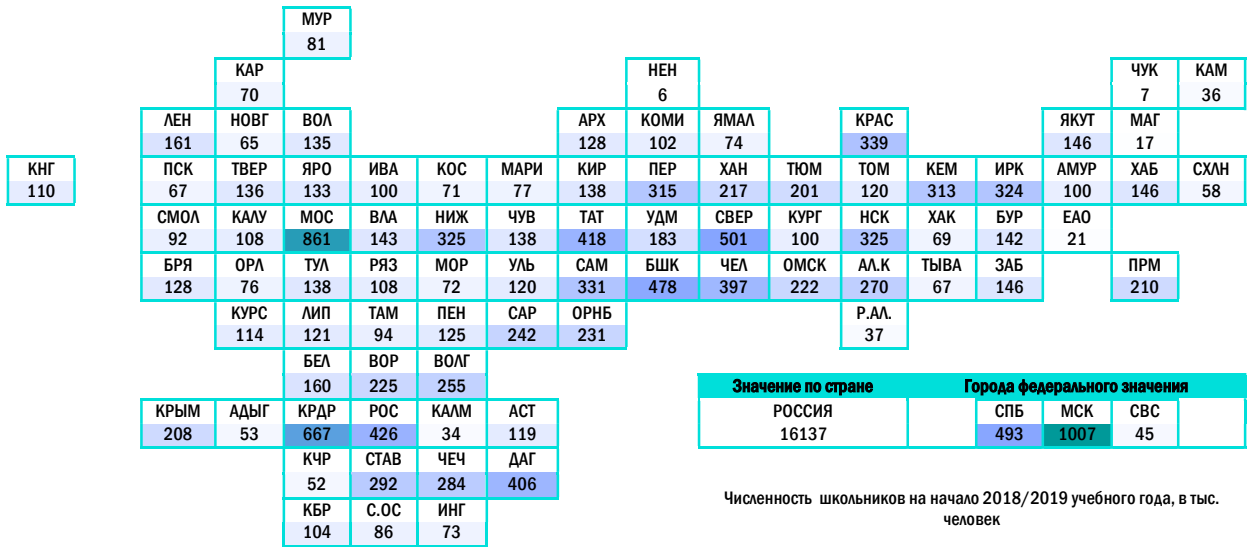 МУР
81
КАР НЕН ЧУК КАМ
70 6 7 36
ЛЕН НОВГ ВОЛ АРХ КОМИ ЯМАЛ КРАС ЯКУТ МАГ
161 65 135 128 102 74 339 146 17
КНГ ПСК ТВЕР ЯРО ИВА КОС МАРИ КИР ПЕР ХАН ТЮМ ТОМ КЕМ ИРК АМУР ХАБ СХЛН
110 67 136 133 100 71 77 138 315 217 201 120 313 324 100 146 58
СМОЛ КАЛУ МОС ВЛА НИЖ ЧУВ ТАТ УДМ СВЕР КУРГ НСК ХАК БУР ЕАО
92 108 861 143 325 138 418 183 501 100 325 69 142 21
БРЯ ОРЛ ТУЛ РЯЗ МОР УЛЬ САМ БШК ЧЕЛ ОМСК АЛ.К ТЫВА ЗАБ ПРМ
128 76 138 108 72 120 331 478 397 222 270 67 146 210
КУРС ЛИП ТАМ ПЕН САР ОРНБ Р.АЛ.
114 121 94 125 242 231 37
БЕЛ ВОР ВОЛГ
160 225 255
Значение по стране Города федерального значения
КРЫМ АДЫГ КРДР РОС КАЛМ АСТ РОССИЯ СПБ МСК СВС
208 53 667 426 34 119 16137 493 1007 45
КЧР СТАВ ЧЕЧ ДАГ
52 292 284 406
КБР С.ОС ИНГ
104 86 73
Численность школьников на начало 2018/2019 учебного года, в тыс.
человек